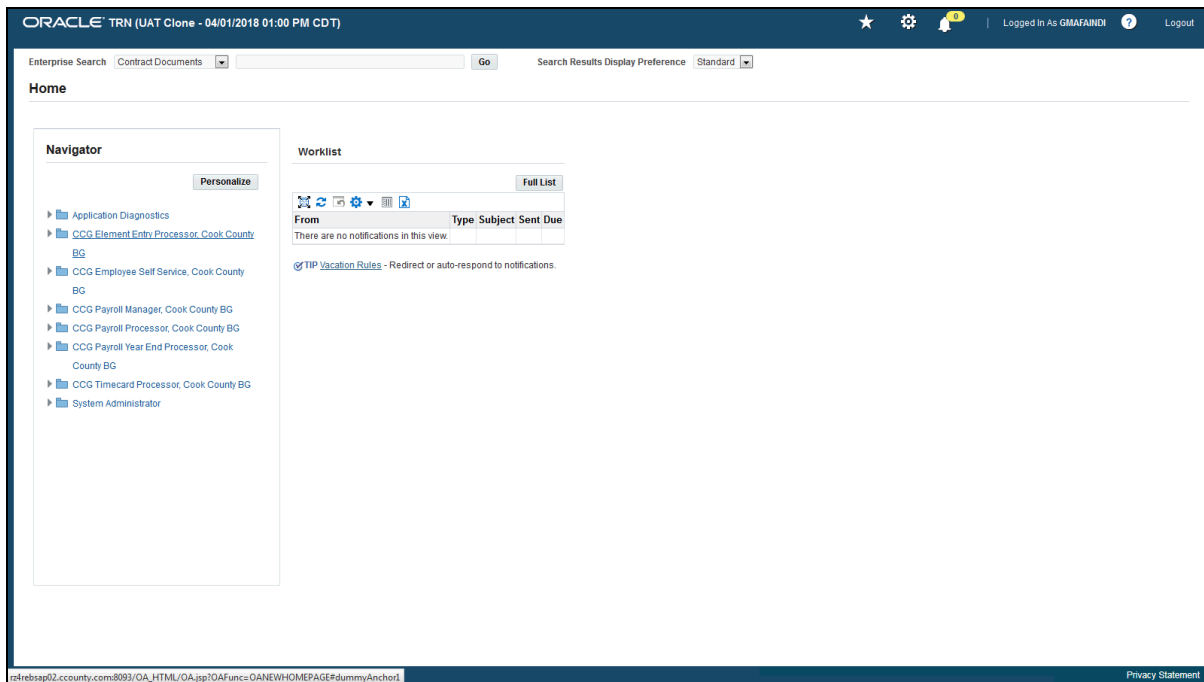 ORACLE® TRN (UAT Clone - 04/01/2018 01:00 PM CDT)
0
Logged In As GMAFAINDI
?
Logout
Enterprise Search Contract Documents Go Search Results Display Preference Standard
Home
Navigator
Personalize
Application Diagnostics
CCG Element Entry Processor, Cook County
BG
CCG Employee Self Service, Cook County
BG
CCG Payroll Manager, Cook County BG
CCG Payroll Processor, Cook County BG
CCG Payroll Year End Processor, Cook
County BG
CCG Timecard Processor, Cook County BG
System Administrator
Worklist
Full List
From Type Subject Sent Due
There are no notifications in this view.
TIP Vacation Rules - Redirect or auto-respond to notifications.
rz4rebsap02.ccounty.com:8093/OA_HTML/OA.jsp?OAFunc=OANEWHOMEPAGE#dummyAnchor1
Privacy Statement